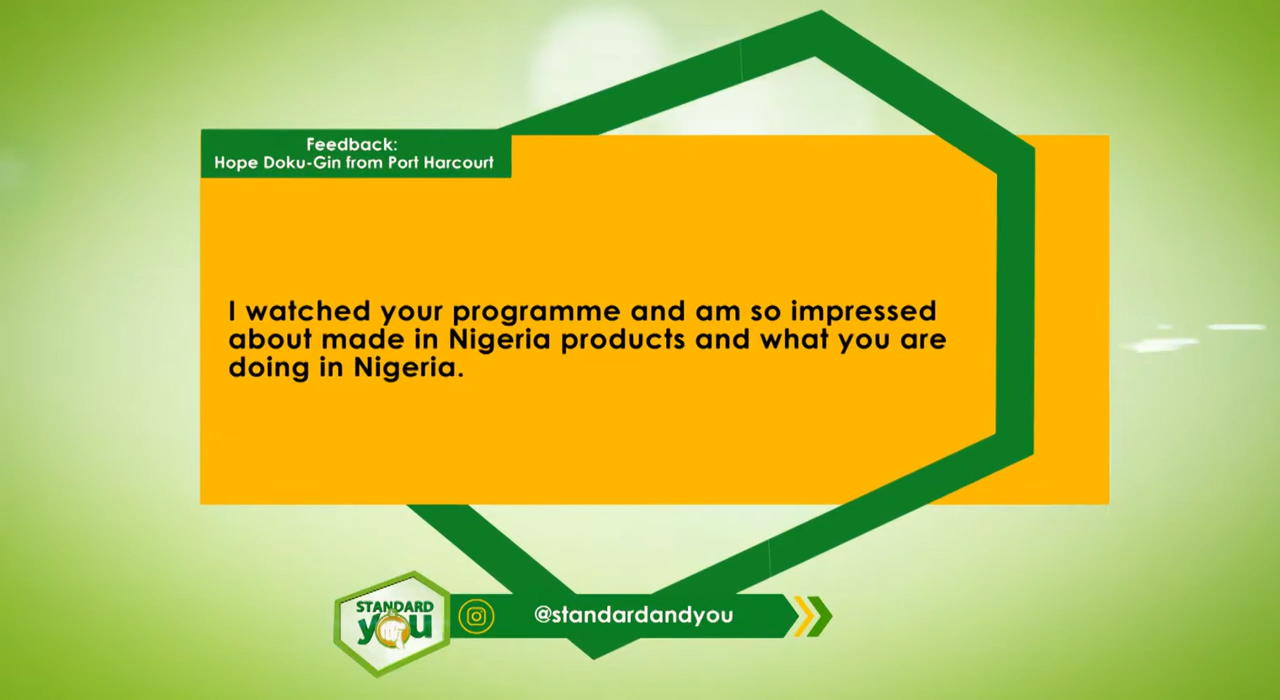 Feedback:
Hope Doku-Gin from Port Harcourt
I watched your programme and am so impressed
about made in Nigeria products and what you are
doing in Nigeria.
STANDARD
you
@standardandyou